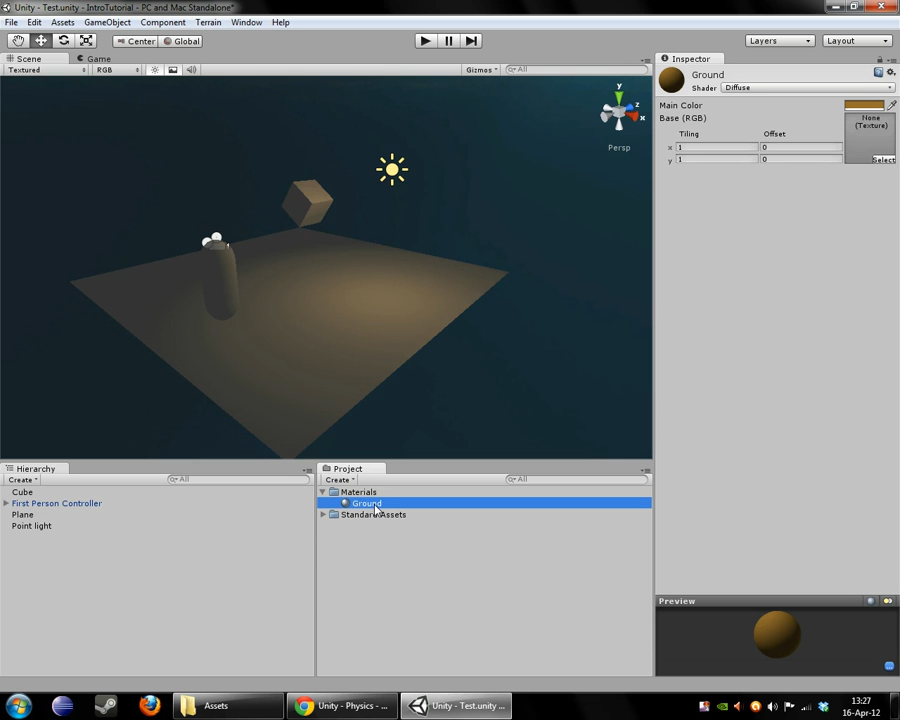 Unity - Test.unity - IntroTutorial - PC and Mac Standalone*
File Edit Assets GameObject Component Terrain Window Help
Center Global Layers Layout
Scene Game Inspector
Textured RGB Gizmos All
Ground
Shader Diffuse
Main Color
Base (RGB)
None
(Texture)
Tiling Offset
x 1 0
y 1 0
Select
y
z
x
Persp
Hierarchy Project
Create All Create All
Cube Materials
First Person Controller Ground
Plane Standard Assets
Point light
Preview
Assets Unity - Physics - ... Unity - Test.unity ...
13:27
16-Apr-12